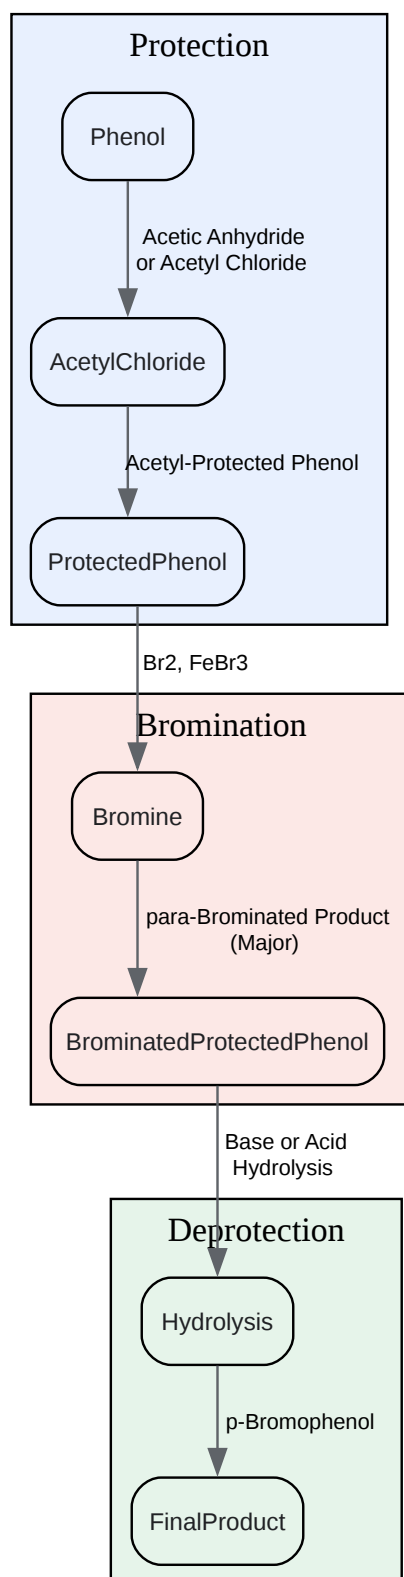 Protection
Phenol
Acetic Anhydride
or Acetyl Chloride
AcetylChloride
Acetyl-Protected Phenol
ProtectedPhenol
Br2, FeBr3
Bromination
Bromine
para-Brominated Product
(Major)
BrominatedProtectedPhenol
Base or Acid
Hydrolysis
Deprotection
Hydrolysis
p-Bromophenol
FinalProduct